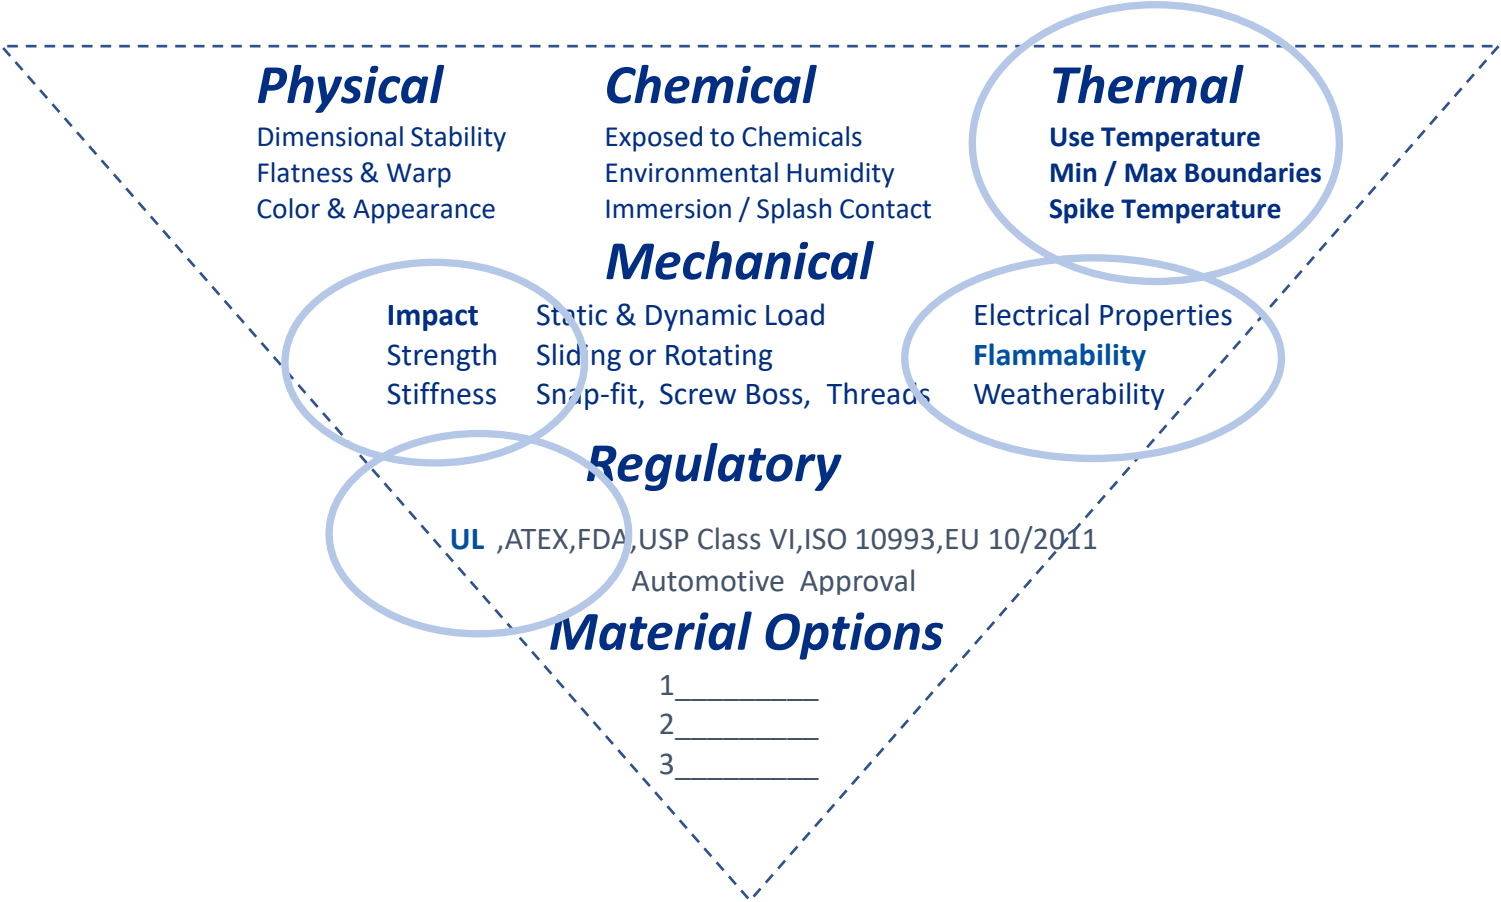 Physical
Dimensional Stability
Flatness & Warp
Color & Appearance
Chemical
Exposed to Chemicals
Environmental Humidity
Immersion / Splash Contact
Thermal
Use Temperature
Min / Max Boundaries
Spike Temperature
Mechanical
Impact
Strength
Stiffness
Static & Dynamic Load
Sliding or Rotating
Snap-fit, Screw Boss, Threads
Electrical Properties
Flammability
Weatherability
Regulatory
UL ,ATEX,FDA,USP Class VI,ISO 10993,EU 10/2011
Automotive Approval
Material Options
1_________
2_________
3_________